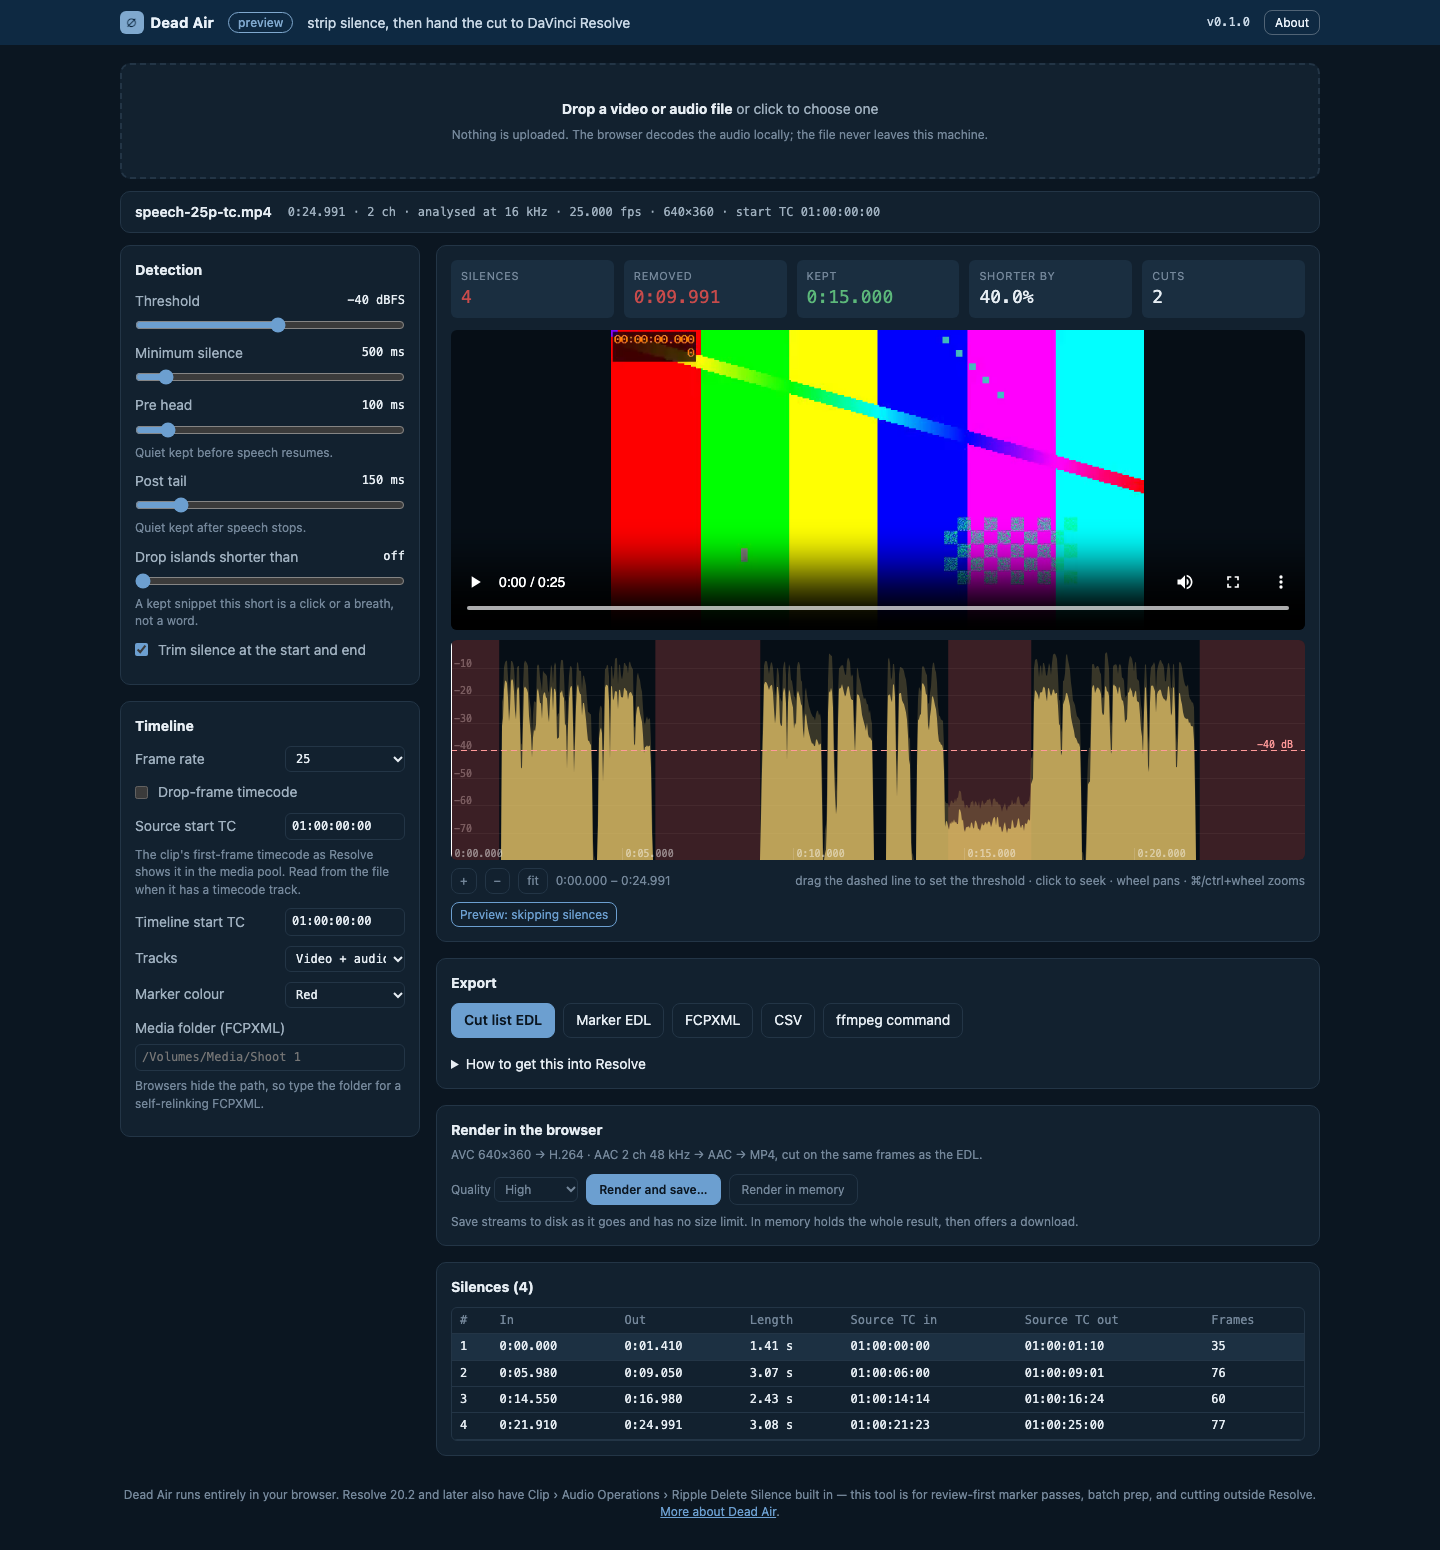 ∅ Dead Air preview strip silence, then hand the cut to DaVinci Resolve v0.1.0 About
Drop a video or audio file or click to choose one
Nothing is uploaded. The browser decodes the audio locally; the file never leaves this machine.
speech-25p-tc.mp4 0:24.991 · 2 ch · analysed at 16 kHz · 25.000 fps · 640×360 · start TC 01:00:00:00
Detection
Threshold −40 dBFS
Minimum silence 500 ms
Pre head 100 ms
Quiet kept before speech resumes.
Post tail 150 ms
Quiet kept after speech stops.
Drop islands shorter than off
A kept snippet this short is a click or a breath,
not a word.
Trim silence at the start and end
Timeline
Frame rate 25
Drop-frame timecode
Source start TC 01:00:00:00
The clip's first-frame timecode as Resolve
shows it in the media pool. Read from the file
when it has a timecode track.
Timeline start TC 01:00:00:00
Tracks Video + audio
Marker colour Red
Media folder (FCPXML)
/Volumes/Media/Shoot 1
Browsers hide the path, so type the folder for a
self-relinking FCPXML.
SILENCES REMOVED KEPT SHORTER BY CUTS
4 0:09.991 0:15.000 40.0% 2
00:00:00.000
0
0:00 / 0:25
−10
−20
−30
−40 −40 dB
−50
−60
−70
0:00.000 0:05.000 0:10.000 0:15.000 0:20.000
+ − fit 0:00.000 – 0:24.991 drag the dashed line to set the threshold · click to seek · wheel pans · ⌘/ctrl+wheel zooms
Preview: skipping silences
Export
Cut list EDL Marker EDL FCPXML CSV ffmpeg command
How to get this into Resolve
Render in the browser
AVC 640×360 → H.264 · AAC 2 ch 48 kHz → AAC → MP4, cut on the same frames as the EDL.
Quality High Render and save... Render in memory
Save streams to disk as it goes and has no size limit. In memory holds the whole result, then offers a download.
Silences (4)
# In Out Length Source TC in Source TC out Frames
1 0:00.000 0:01.410 1.41 s 01:00:00:00 01:00:01:10 35
2 0:05.980 0:09.050 3.07 s 01:00:06:00 01:00:09:01 76
3 0:14.550 0:16.980 2.43 s 01:00:14:14 01:00:16:24 60
4 0:21.910 0:24.991 3.08 s 01:00:21:23 01:00:25:00 77
Dead Air runs entirely in your browser. Resolve 20.2 and later also have Clip › Audio Operations › Ripple Delete Silence built in — this tool is for review-first marker passes, batch prep, and cutting outside Resolve.
More about Dead Air.